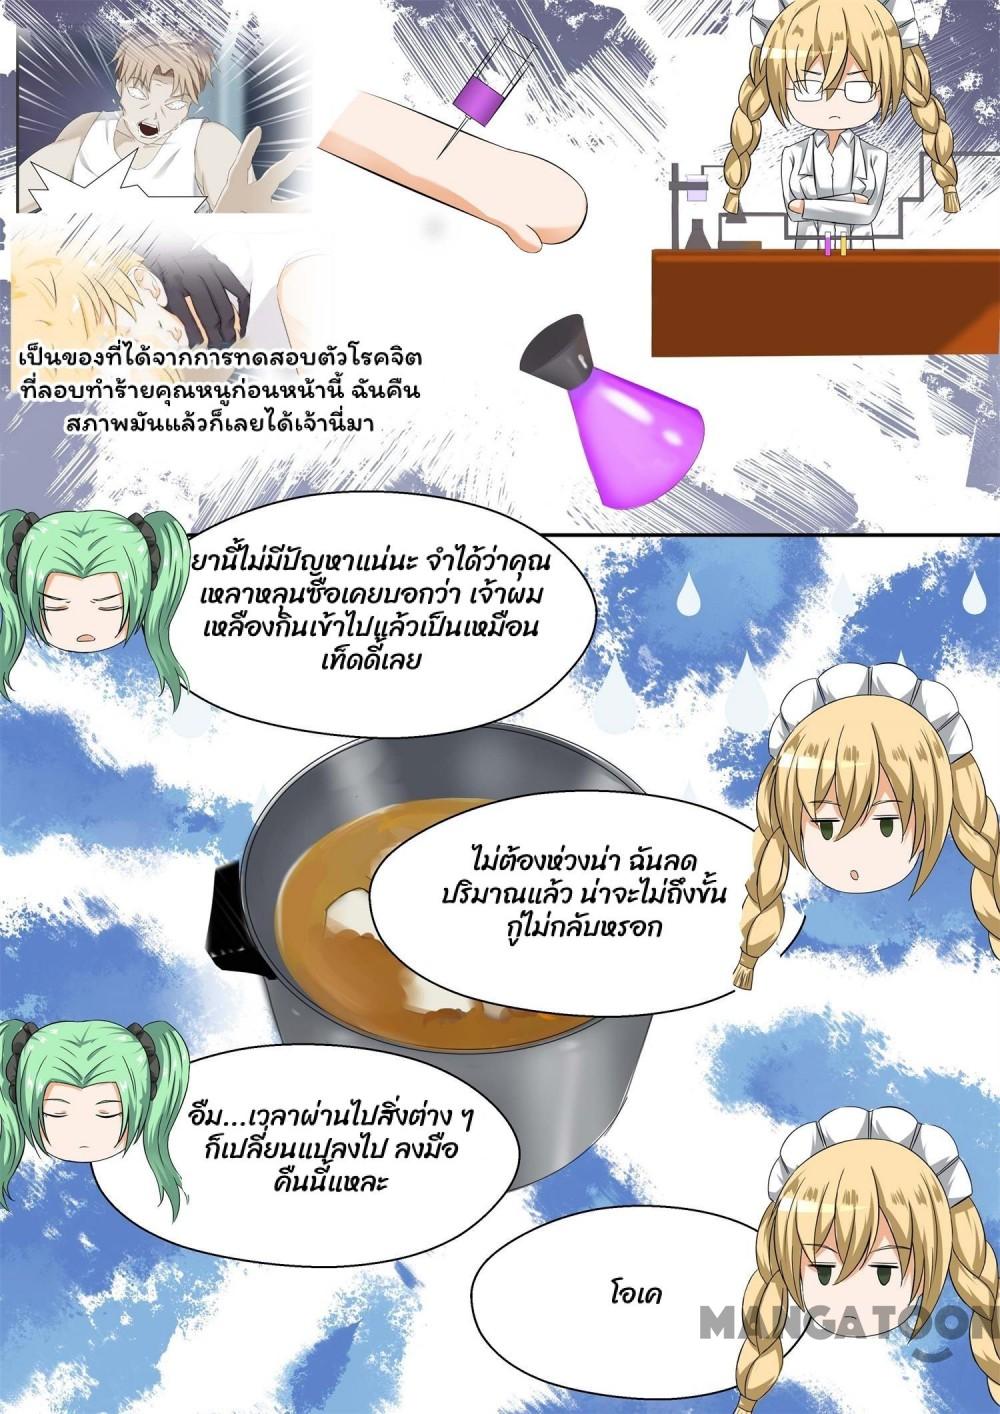 เป็นของที่ได้จากการทดสอบตัวโรคจิต
ที่ลอบทำร้ายคุณหนูก่อนหน้านี้ ฉันคืน
สภาพมันแล้วก็เลยได้เจ้านี่มา
ยานี้ไม่มีปัญหาแน่นะ จำได้ว่าคุณ
เหลาหลุนซือเคยบอกว่า เจ้าผม
เหลืองกินเข้าไปแล้วเป็นเหมือน
เท็ดดี้เลย
ไม่ต้องห่วงน่า ฉันลด
ปริมาณแล้ว น่าจะไม่ถึงขั้น
กู่ไม่กลับหรอก
อืม...เวลาผ่านไปสิ่งต่าง ๆ
ก็เปลี่ยนแปลงไป ลงมือ
คืนนี้แหละ
โอเค
MANGATOON